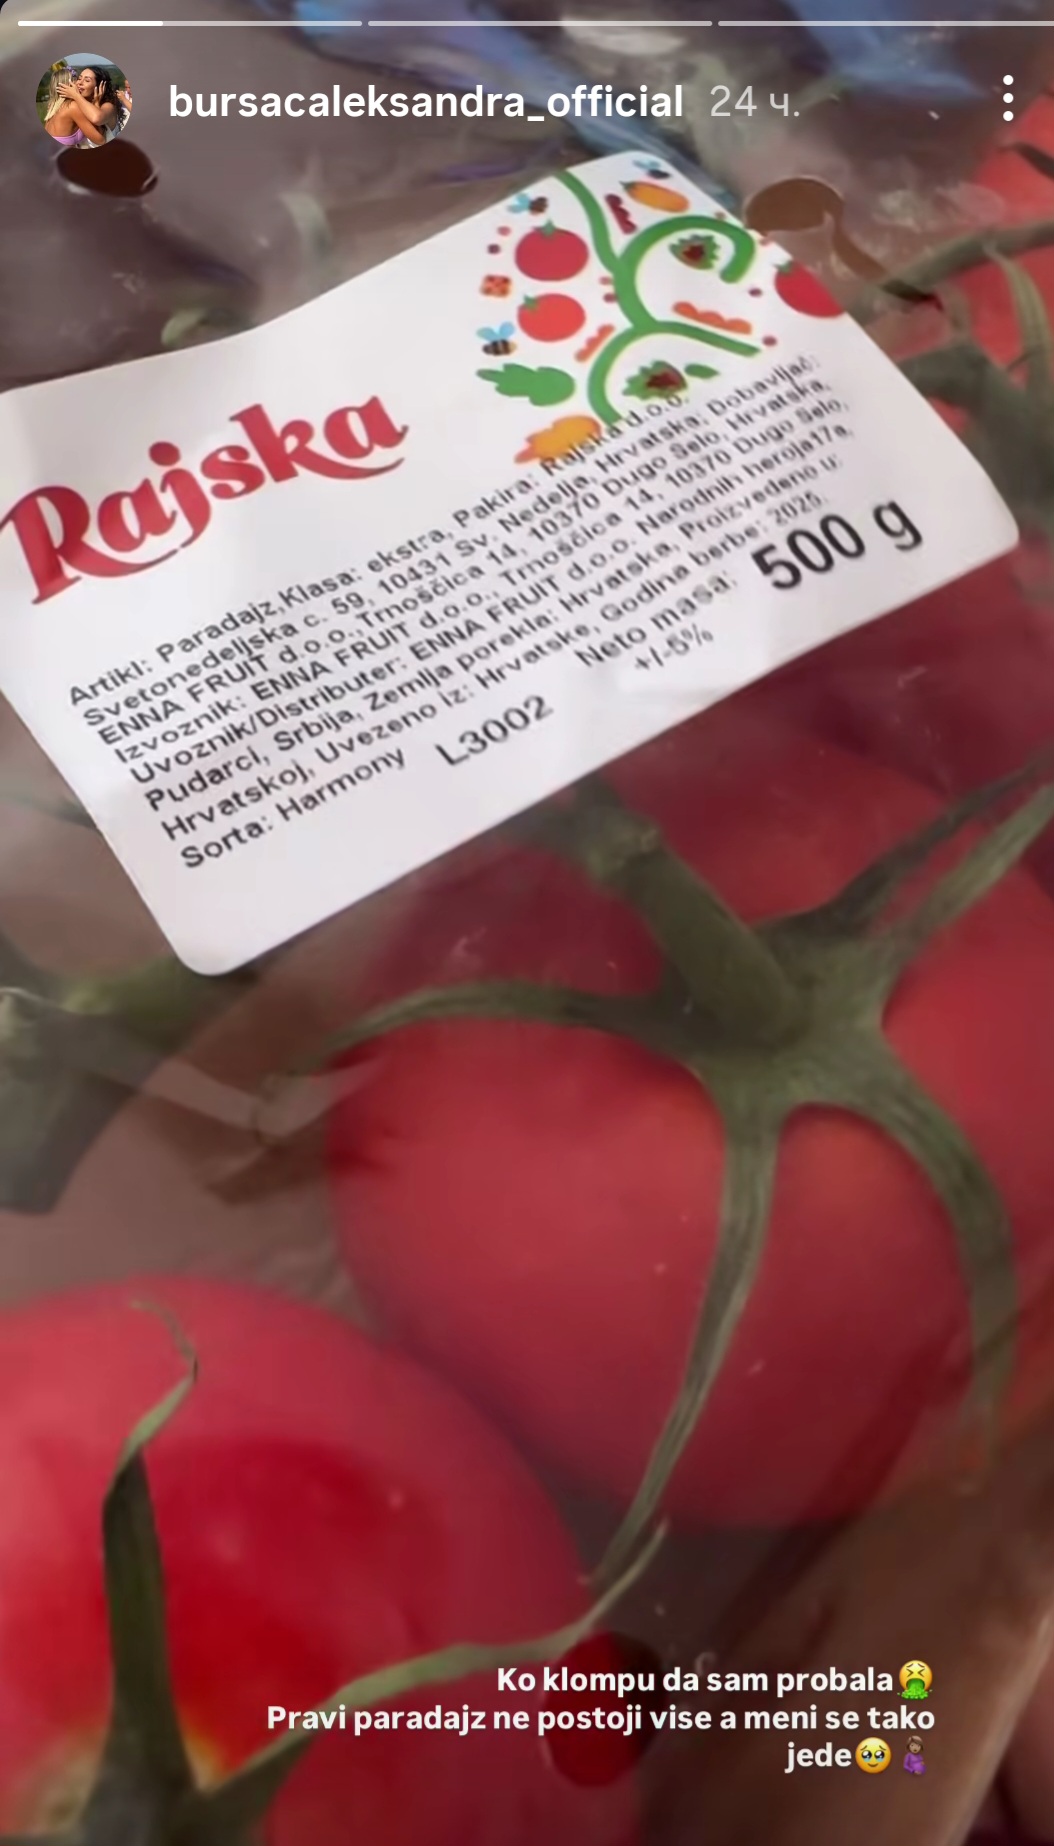 bursacaleksandra_official 24 ч.
Rajska
Artikl: Paradajz,Klasa: ekstra, Pakira: Rajska d.o.o.
Svetonedeljska c. 59, 10431 Sv. Nedelja, Hrvatska; Dobavljač:
ENNA FRUIT d.o.o.,Trnoščica 14, 10370 Dugo Selo, Hrvatska,
Izvoznik: ENNA FRUIT d.o.o., Trnoščica 14, 10370 Dugo Selo,
Uvoznik/Distributer: ENNA FRUIT d.o.o. Narodnih heroja17a,
Pudarci, Srbija, Zemlja porekla: Hrvatska, Proizvedeno u:
Hrvatskoj, Uvezeno iz: Hrvatske, Godina berbe: 2025.
Sorta: Harmony L3002 Neto masa: 500 g
+/-5%
Ko klompu da sam probala🤮
Pravi paradajz ne postoji vise a meni se tako
jede🥹🤰🏽